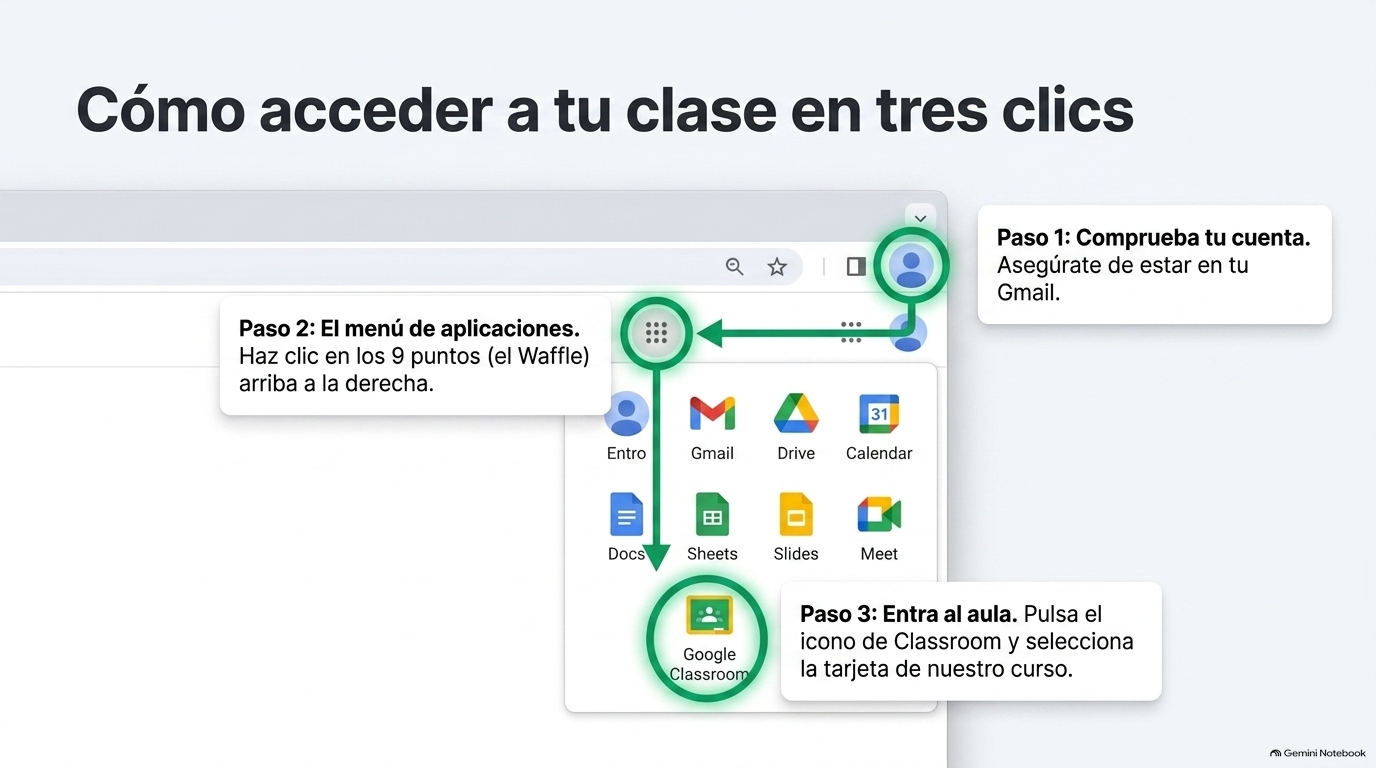 Cómo acceder a tu clase en tres clics
Paso 1: Comprueba tu cuenta.
Asegúrate de estar en tu
Gmail.
Paso 2: El menú de aplicaciones.
Haz clic en los 9 puntos (el Waffle)
arriba a la derecha.
Entro
Gmail
Drive
31
Calendar
Docs
Sheets
Slides
Meet
Google
Classroom
Paso 3: Entra al aula. Pulsa el
icono de Classroom y selecciona
la tarjeta de nuestro curso.
Gemini Notebook